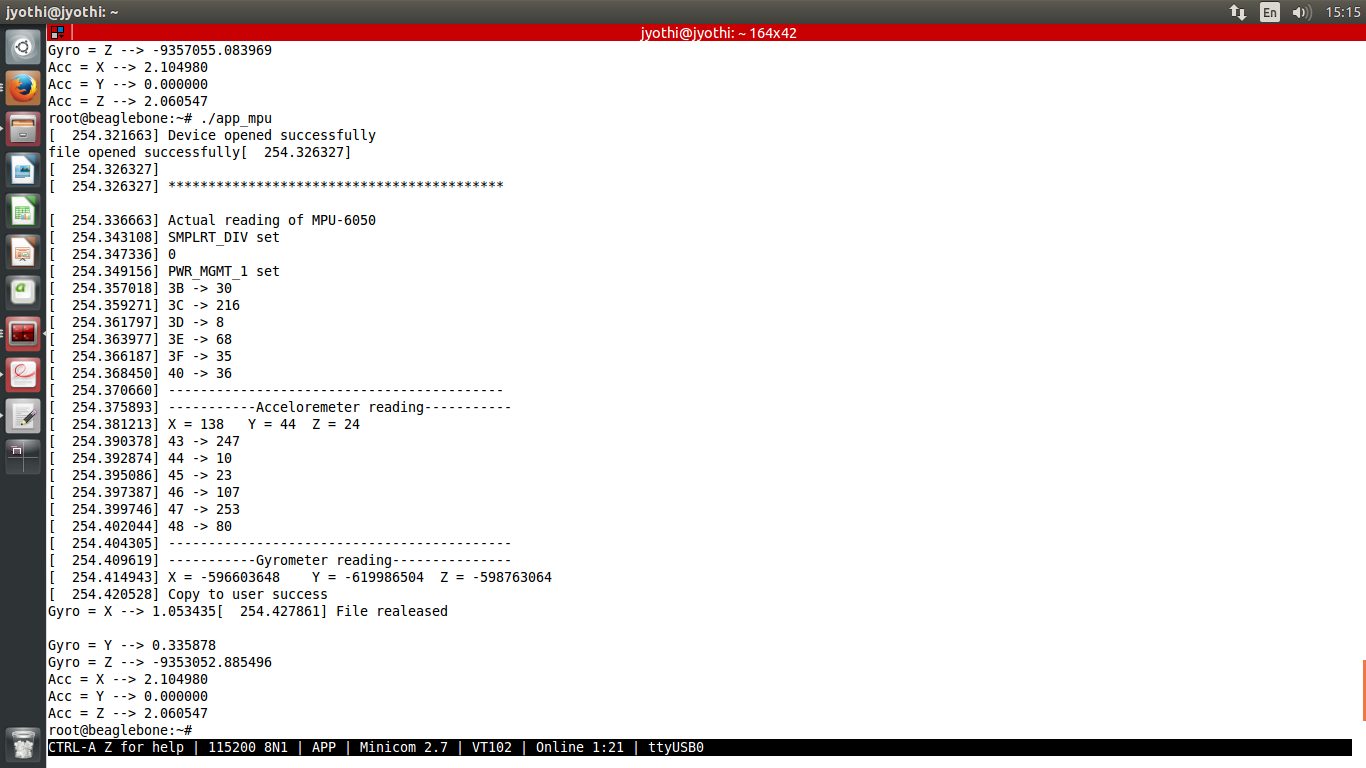 jyothi@jyothi: ~
En
15:15
jyothi@jyothi: ~ 164x42
Gyro = Z --> -9357055.083969
Acc = X --> 2.104980
Acc = Y --> 0.000000
Acc = Z --> 2.060547
root@beaglebone:~# ./app_mpu
[  254.321663] Device opened successfully
file opened successfully[  254.326327]
[  254.326327]
[  254.326327] ******************************************
[  254.336663] Actual reading of MPU-6050
[  254.343108] SMPLRT_DIV set
[  254.347336] 0
[  254.349156] PWR_MGMT_1 set
[  254.357018] 3B -> 30
[  254.359271] 3C -> 216
[  254.361797] 3D -> 8
[  254.363977] 3E -> 68
[  254.366187] 3F -> 35
[  254.368450] 40 -> 36
[  254.370660] ------------------------------------------
[  254.375893] -----------Acceloremeter reading-----------
[  254.381213] X = 138   Y = 44  Z = 24
[  254.390378] 43 -> 247
[  254.392874] 44 -> 10
[  254.395086] 45 -> 23
[  254.397387] 46 -> 107
[  254.399746] 47 -> 253
[  254.402044] 48 -> 80
[  254.404305] -------------------------------------------
[  254.409619] -----------Gyrometer reading---------------
[  254.414943] X = -596603648    Y = -619986504  Z = -598763064
[  254.420528] Copy to user success
Gyro = X --> 1.053435[  254.427861] File realeased
Gyro = Y --> 0.335878
Gyro = Z --> -9353052.885496
Acc = X --> 2.104980
Acc = Y --> 0.000000
Acc = Z --> 2.060547
root@beaglebone:~#
CTRL-A Z for help | 115200 8N1 | APP | Minicom 2.7 | VT102 | Online 1:21 | ttyUSB0